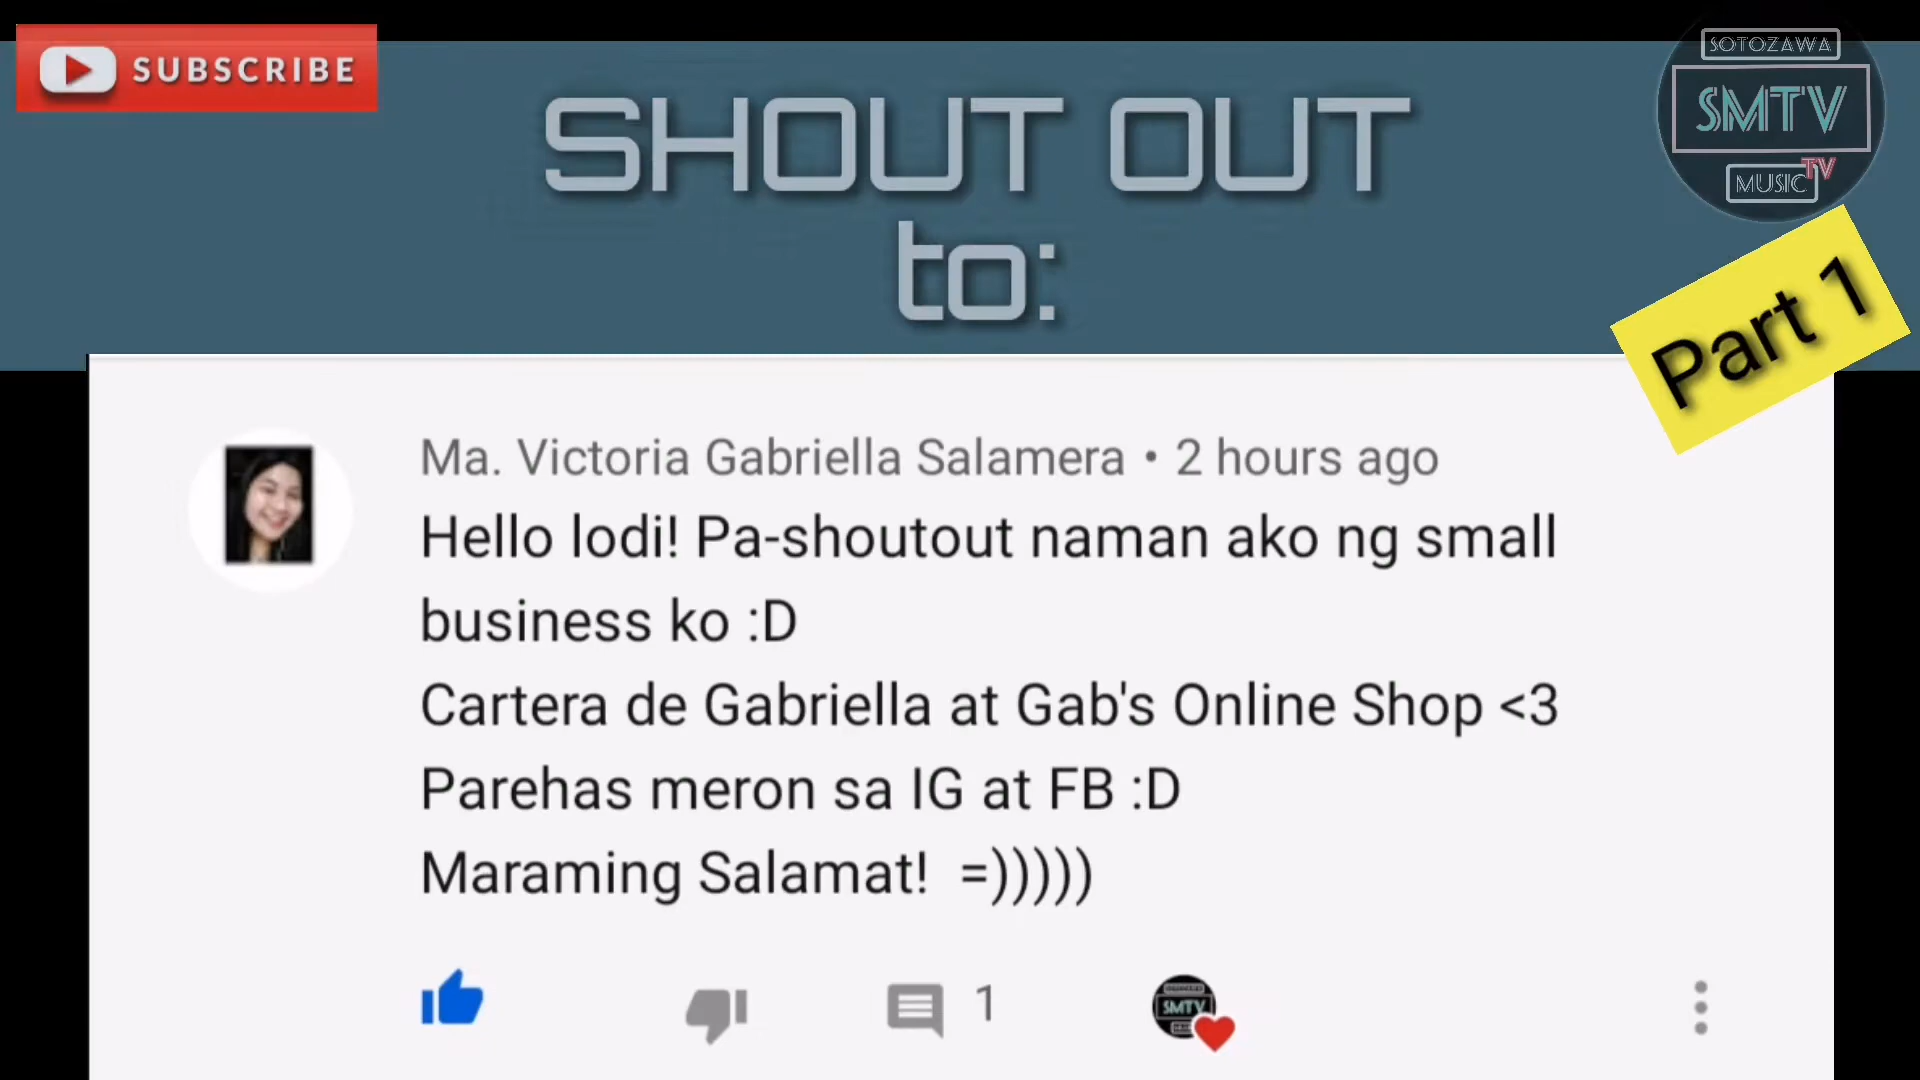 SUBSCRIBE
SOTOZAWA
SMTV
MUSIC TV
SHOUT OUT
to:
Part 1
Ma. Victoria Gabriella Salamera • 2 hours ago
Hello lodi! Pa-shoutout naman ako ng small
business ko :D
Cartera de Gabriella at Gab's Online Shop <3
Parehas meron sa IG at FB :D
Maraming Salamat!  =)))))
1
SMTV